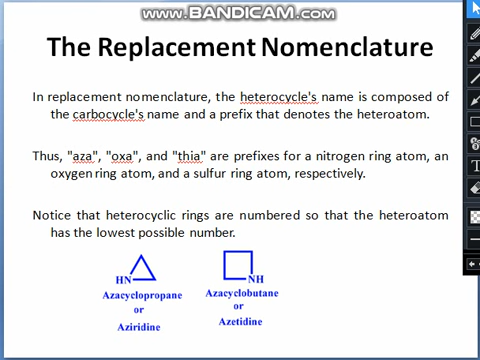 WWW.BANDICAM.COM
The Replacement Nomenclature
In replacement nomenclature, the heterocycle's name is composed of
the carbocycle's name and a prefix that denotes the heteroatom.
Thus, "aza", "oxa", and "thia" are prefixes for a nitrogen ring atom, an
oxygen ring atom, and a sulfur ring atom, respectively.
Notice that heterocyclic rings are numbered so that the heteroatom
has the lowest possible number.
HN
NH
Azacyclopropane
or
Aziridine
Azacyclobutane
or
Azetidine